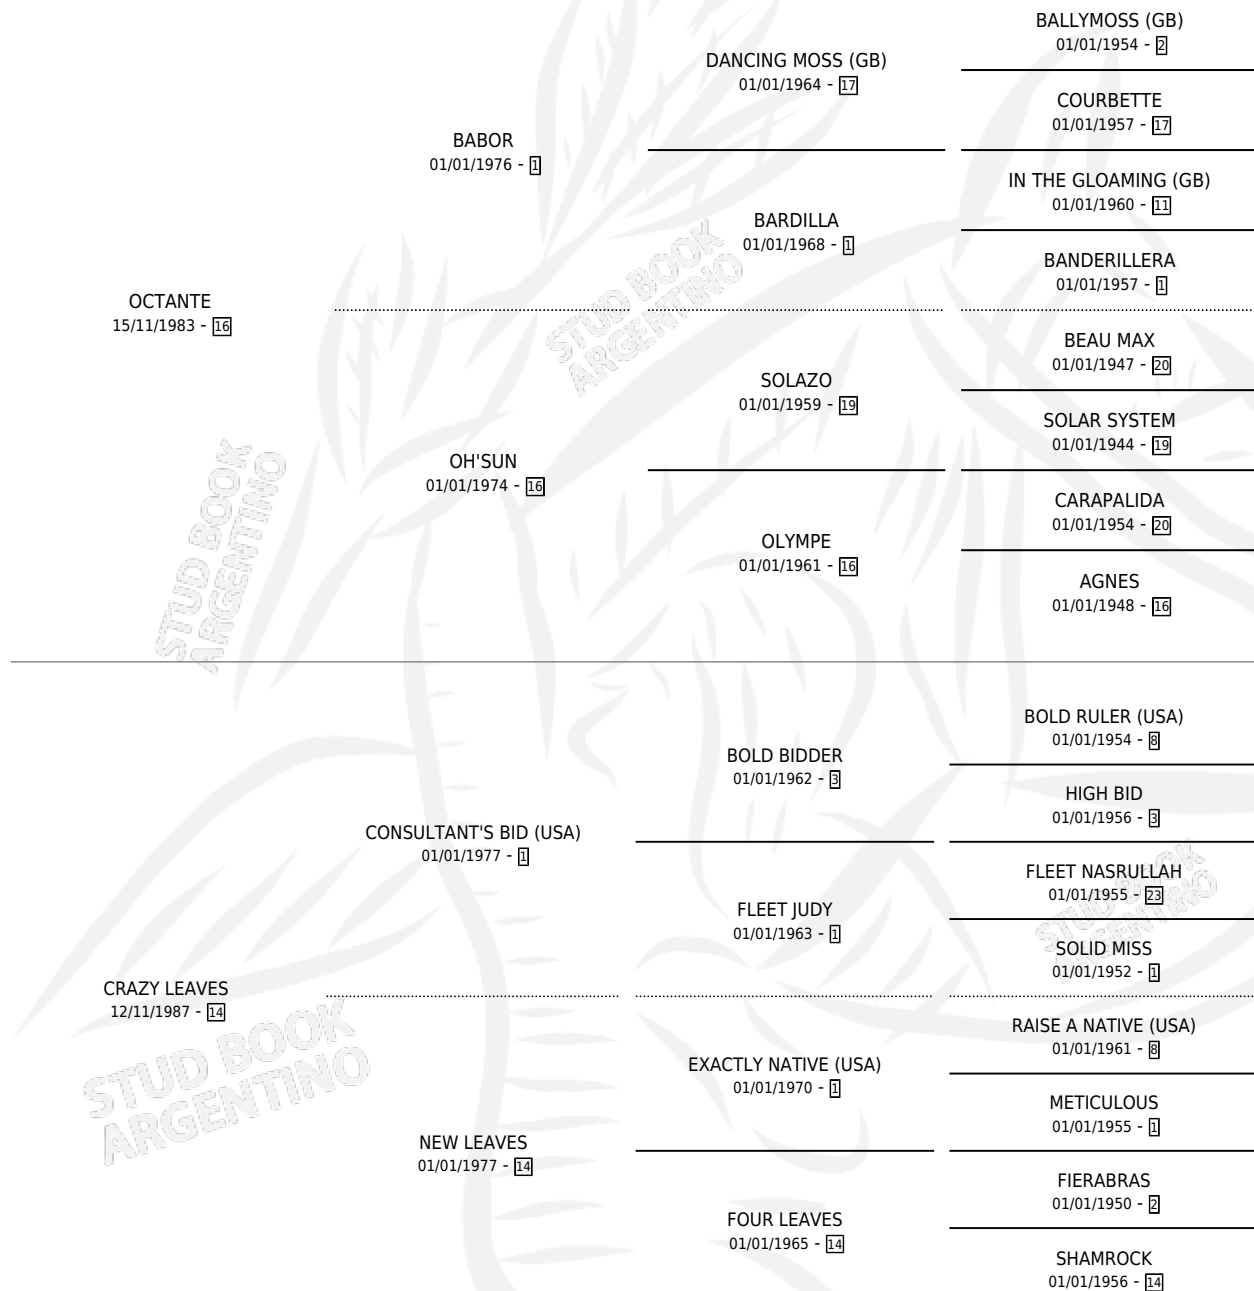 BALLYMOSS (GB)
01/01/1954 - 2
DANCING MOSS (GB)
01/01/1964 - 17
COURBETTE
01/01/1957 - 17
BABOR
01/01/1976 - 1
IN THE GLOAMING (GB)
01/01/1960 - 11
BARDILLA
01/01/1968 - 1
BANDERILLERA
01/01/1957 - 1
OCTANTE
15/11/1983 - 16
BEAU MAX
01/01/1947 - 20
SOLAZO
01/01/1959 - 19
SOLAR SYSTEM
01/01/1944 - 19
OH'SUN
01/01/1974 - 16
CARAPALIDA
01/01/1954 - 20
OLYMPE
01/01/1961 - 16
AGNES
01/01/1948 - 16
BOLD RULER (USA)
01/01/1954 - 8
BOLD BIDDER
01/01/1962 - 3
HIGH BID
01/01/1956 - 3
CONSULTANT'S BID (USA)
01/01/1977 - 1
FLEET NASRULLAH
01/01/1955 - 23
FLEET JUDY
01/01/1963 - 1
SOLID MISS
01/01/1952 - 1
CRAZY LEAVES
12/11/1987 - 14
RAISE A NATIVE (USA)
01/01/1961 - 8
EXACTLY NATIVE (USA)
01/01/1970 - 1
METICULOUS
01/01/1955 - 1
NEW LEAVES
01/01/1977 - 14
FIERABRAS
01/01/1950 - 2
FOUR LEAVES
01/01/1965 - 14
SHAMROCK
01/01/1956 - 14
STUD BOOK
ARGENTINO
STUD BOOK
ARGENTINO
STUD BOOK
ARGENTINO
STUD BOOK
ARGENTINO